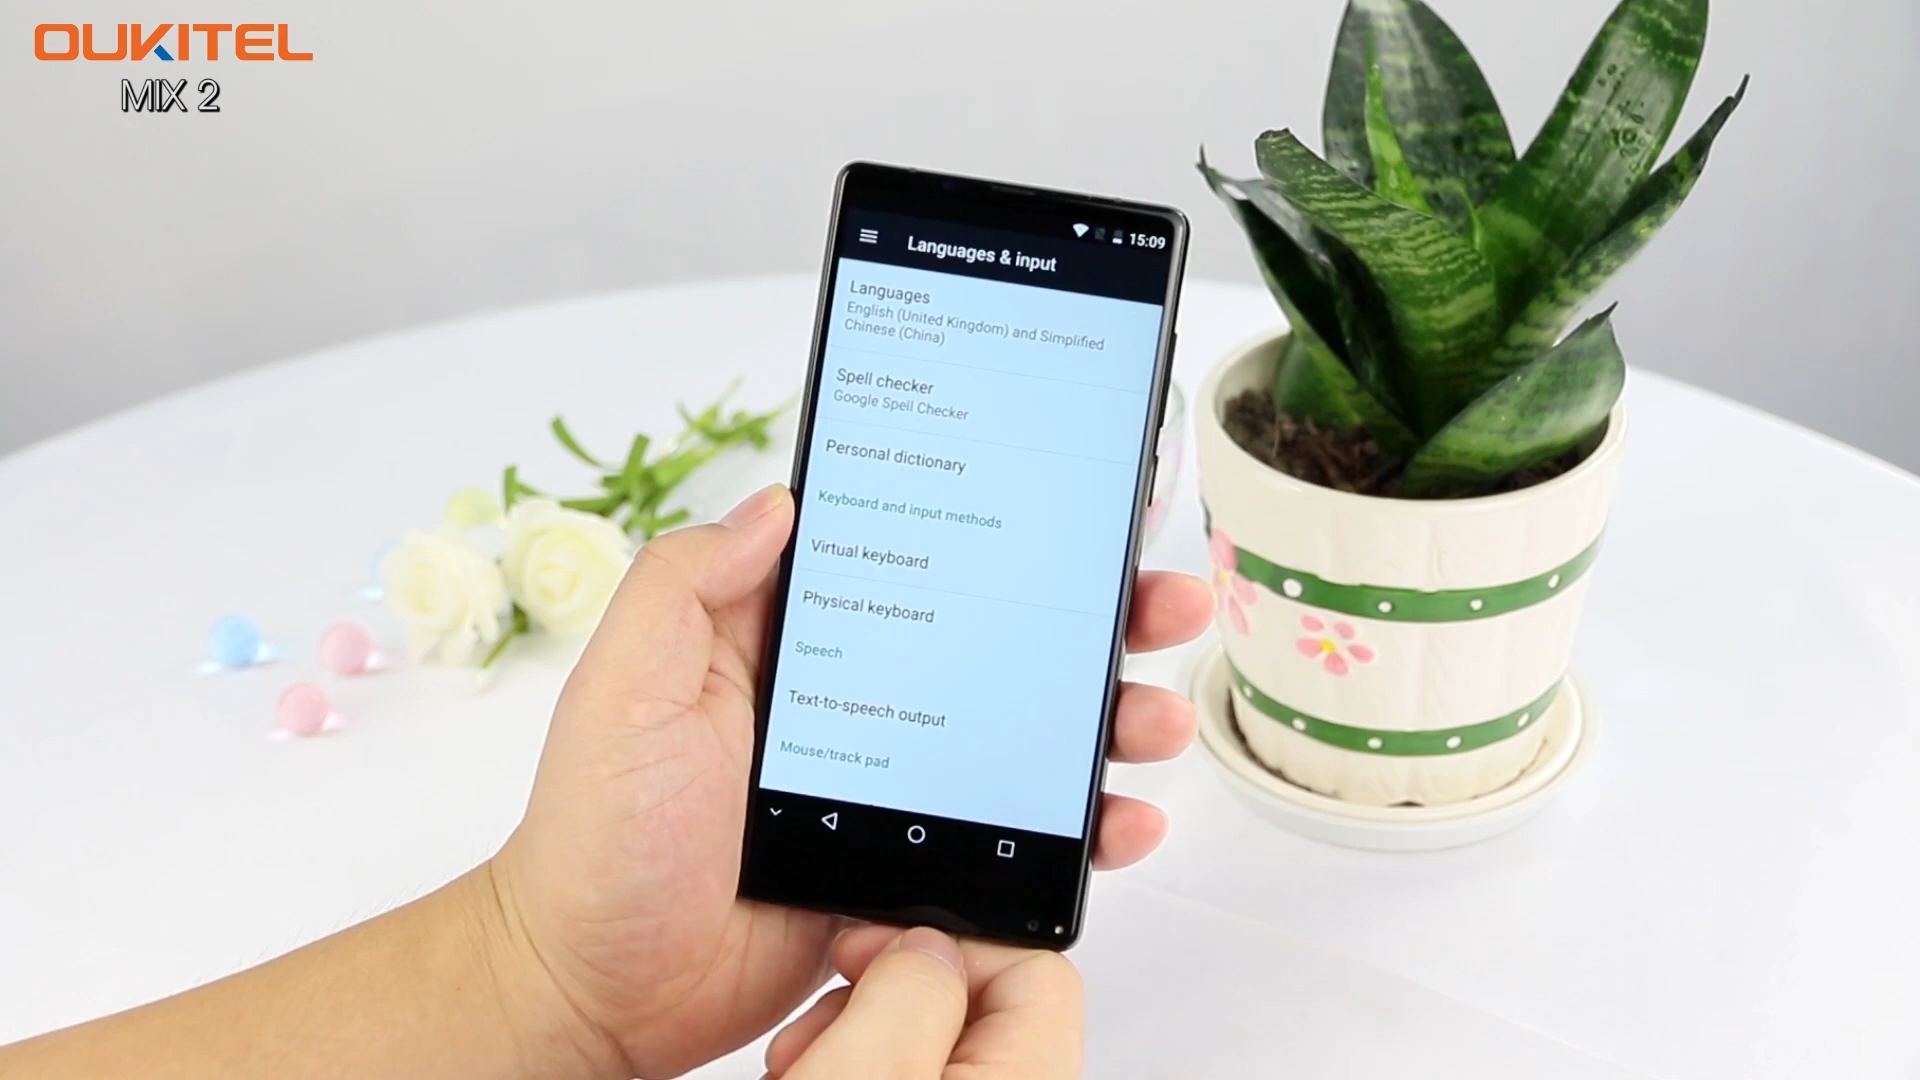 OUKITEL
MIX 2
15:09
Languages & input
Languages
English (United Kingdom) and Simplified
Chinese (China)
Spell checker
Google Spell Checker
Personal dictionary
Keyboard and input methods
Virtual keyboard
Physical keyboard
Speech
Text-to-speech output
Mouse/track pad